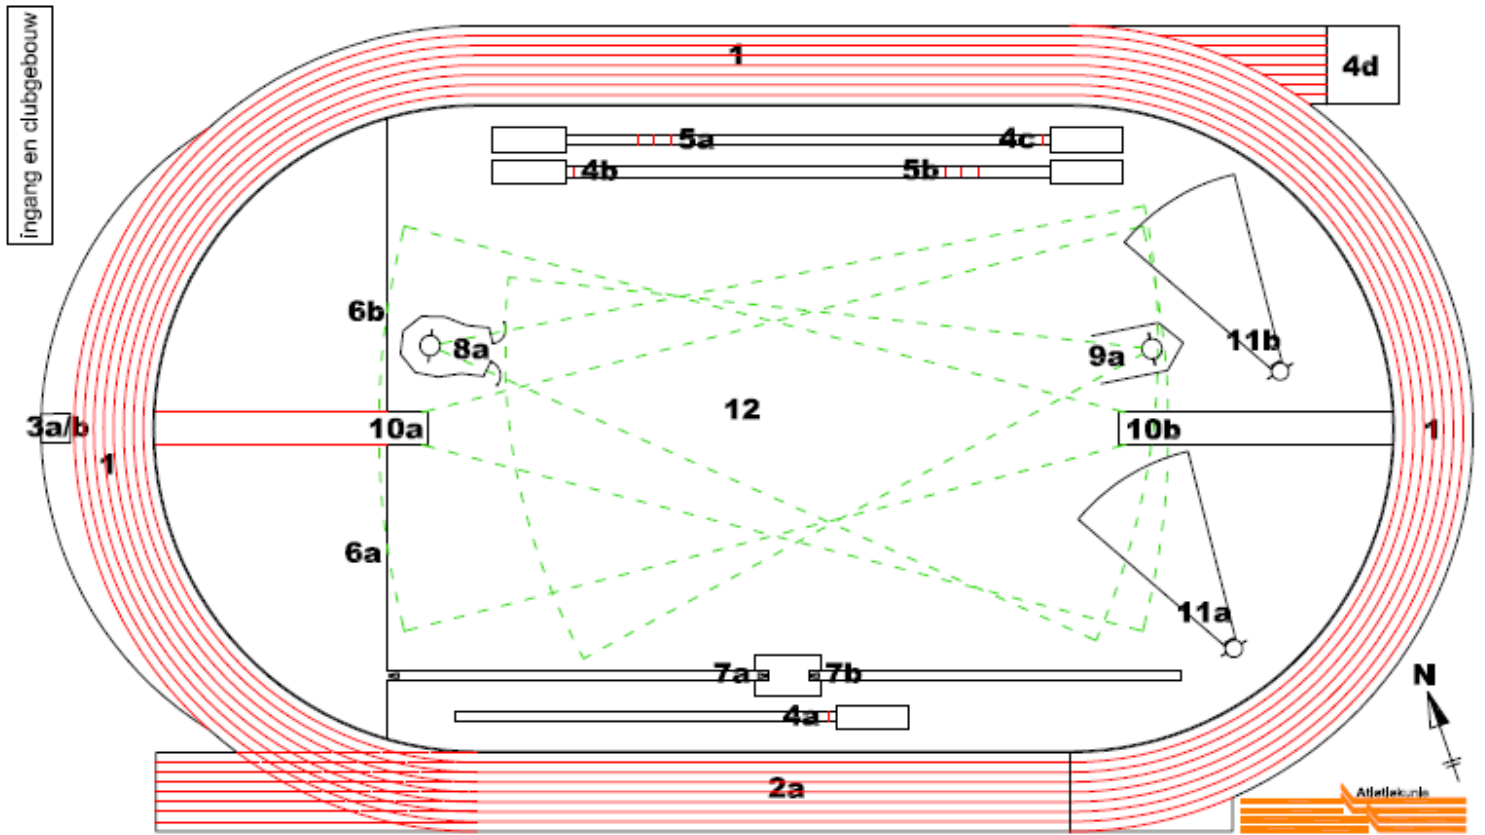 ingang en clubgebouw
1
4d
5a
4c
4b
5b
6b
8a
9a
11b
12
3a/b
10a
10b
1
1
6a
11a
7a
7b
4a
N
2a
Atletiekunie